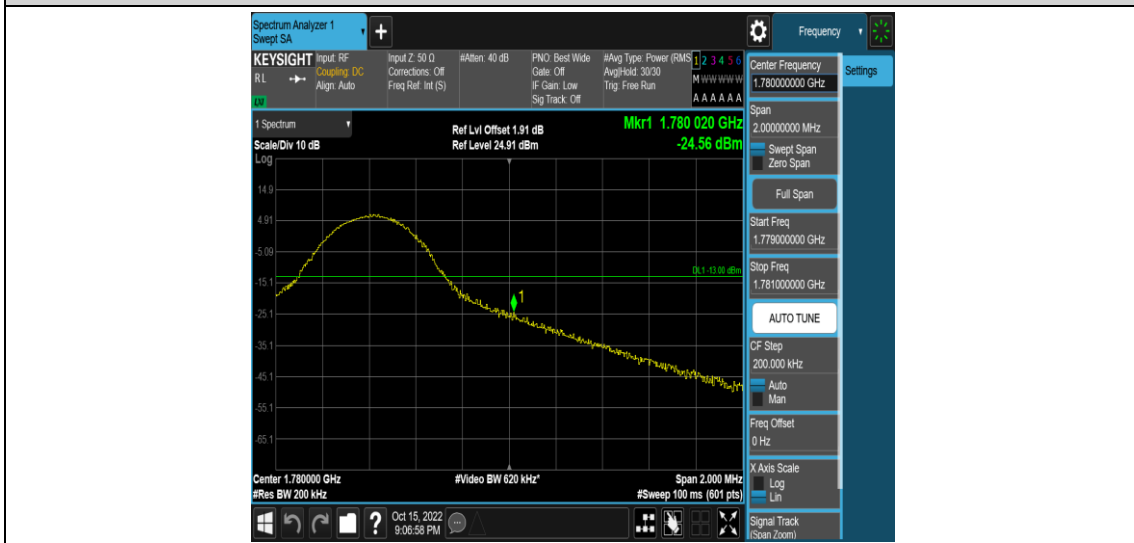 Spectrum Analyzer 1
Swept SA
+
Frequency
KEYSIGHT
RL
LXI
Input: RF
Coupling: DC
Align: Auto
Input Z: 50 Ω
Corrections: Off
Freq Ref: Int (S)
#Atten: 40 dB
PNO: Best Wide
Gate: Off
IF Gain: Low
Sig Track: Off
#Avg Type: Power (RMS
Avg|Hold: 30/30
Trig: Free Run
1 2 3 4 5 6
M W W W W W
A A A A A A
1 Spectrum
Scale/Div 10 dB
Ref Lvl Offset 1.91 dB
Ref Level 24.91 dBm
Mkr1 1.780 020 GHz
-24.56 dBm
Log
14.9
4.91
-5.09
-15.1
-25.1
-35.1
-45.1
-55.1
-65.1
DL1 -13.00 dBm
1
Center 1.780000 GHz
#Res BW 200 kHz
#Video BW 620 kHz*
Span 2.000 MHz
#Sweep 100 ms (601 pts)
?
Oct 15, 2022
9:06:58 PM
Center Frequency
1.780000000 GHz
Settings
Span
2.00000000 MHz
Swept Span
Zero Span
Full Span
Start Freq
1.779000000 GHz
Stop Freq
1.781000000 GHz
AUTO TUNE
CF Step
200.000 kHz
Auto
Man
Freq Offset
0 Hz
X Axis Scale
Log
Lin
Signal Track
(Span Zoom)